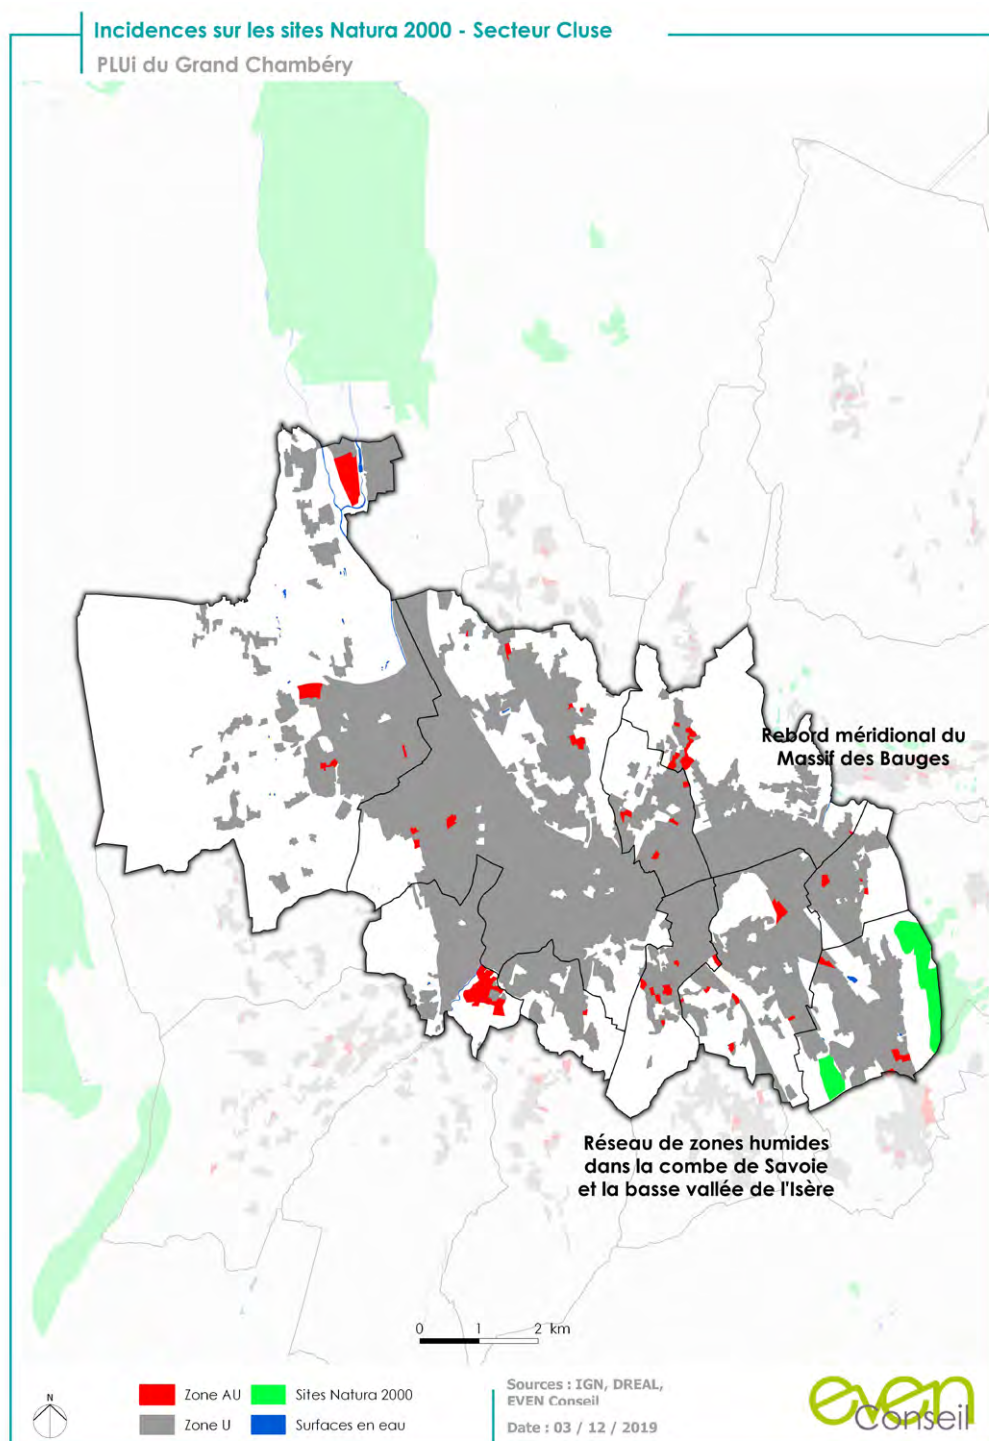 Incidences sur les sites Natura 2000 - Secteur Cluse
PLUi du Grand Chambéry
Rebord méridional du
Massif des Bauges
Réseau de zones humides
dans la combe de Savoie
et la basse vallée de l'Isère
0 1 2 km
N
Zone AU
Sites Natura 2000
Zone U
Surfaces en eau
Sources : IGN, DREAL,
EVEN Conseil
Date : 03 / 12 / 2019
even
Conseil